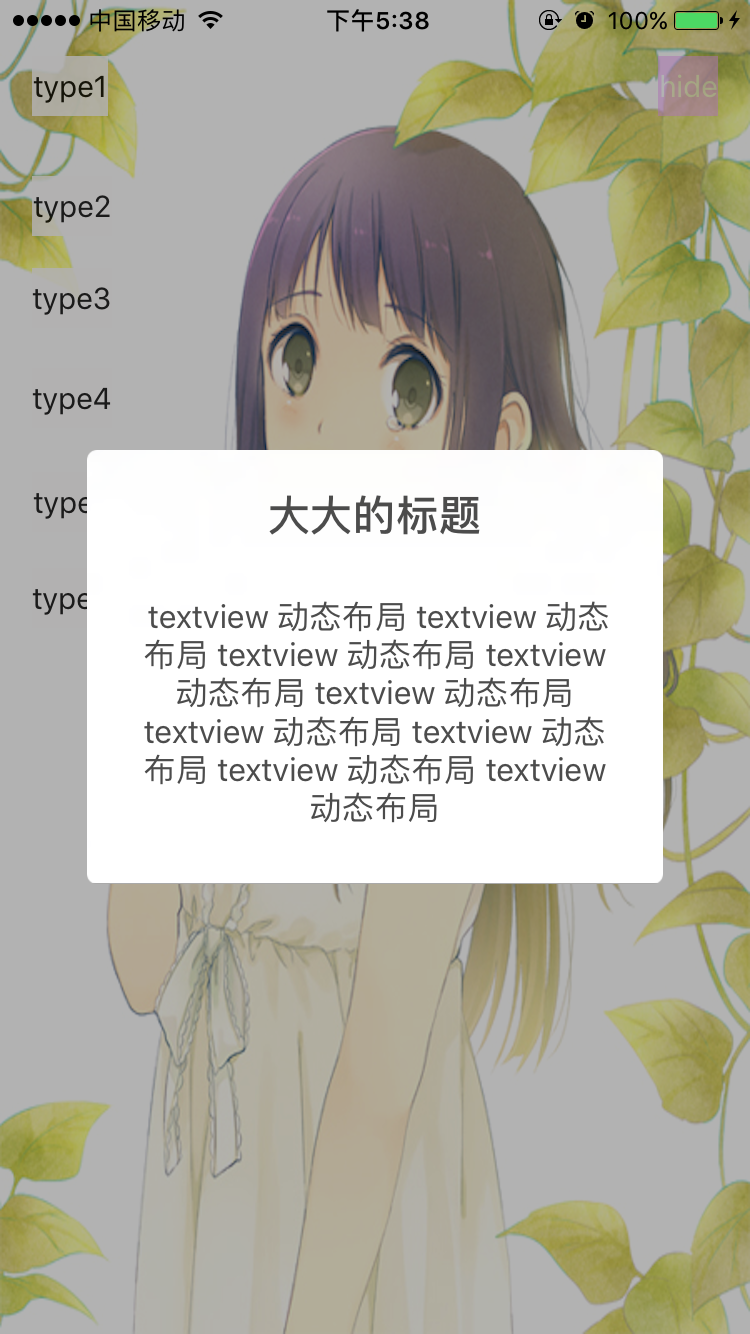 中国移动 下午5:38 100%
type1 hide
type2
type3
type4
type
type
大大的标题
textview 动态布局 textview 动态
布局 textview 动态布局 textview
动态布局 textview 动态布局
textview 动态布局 textview 动态
布局 textview 动态布局 textview
动态布局